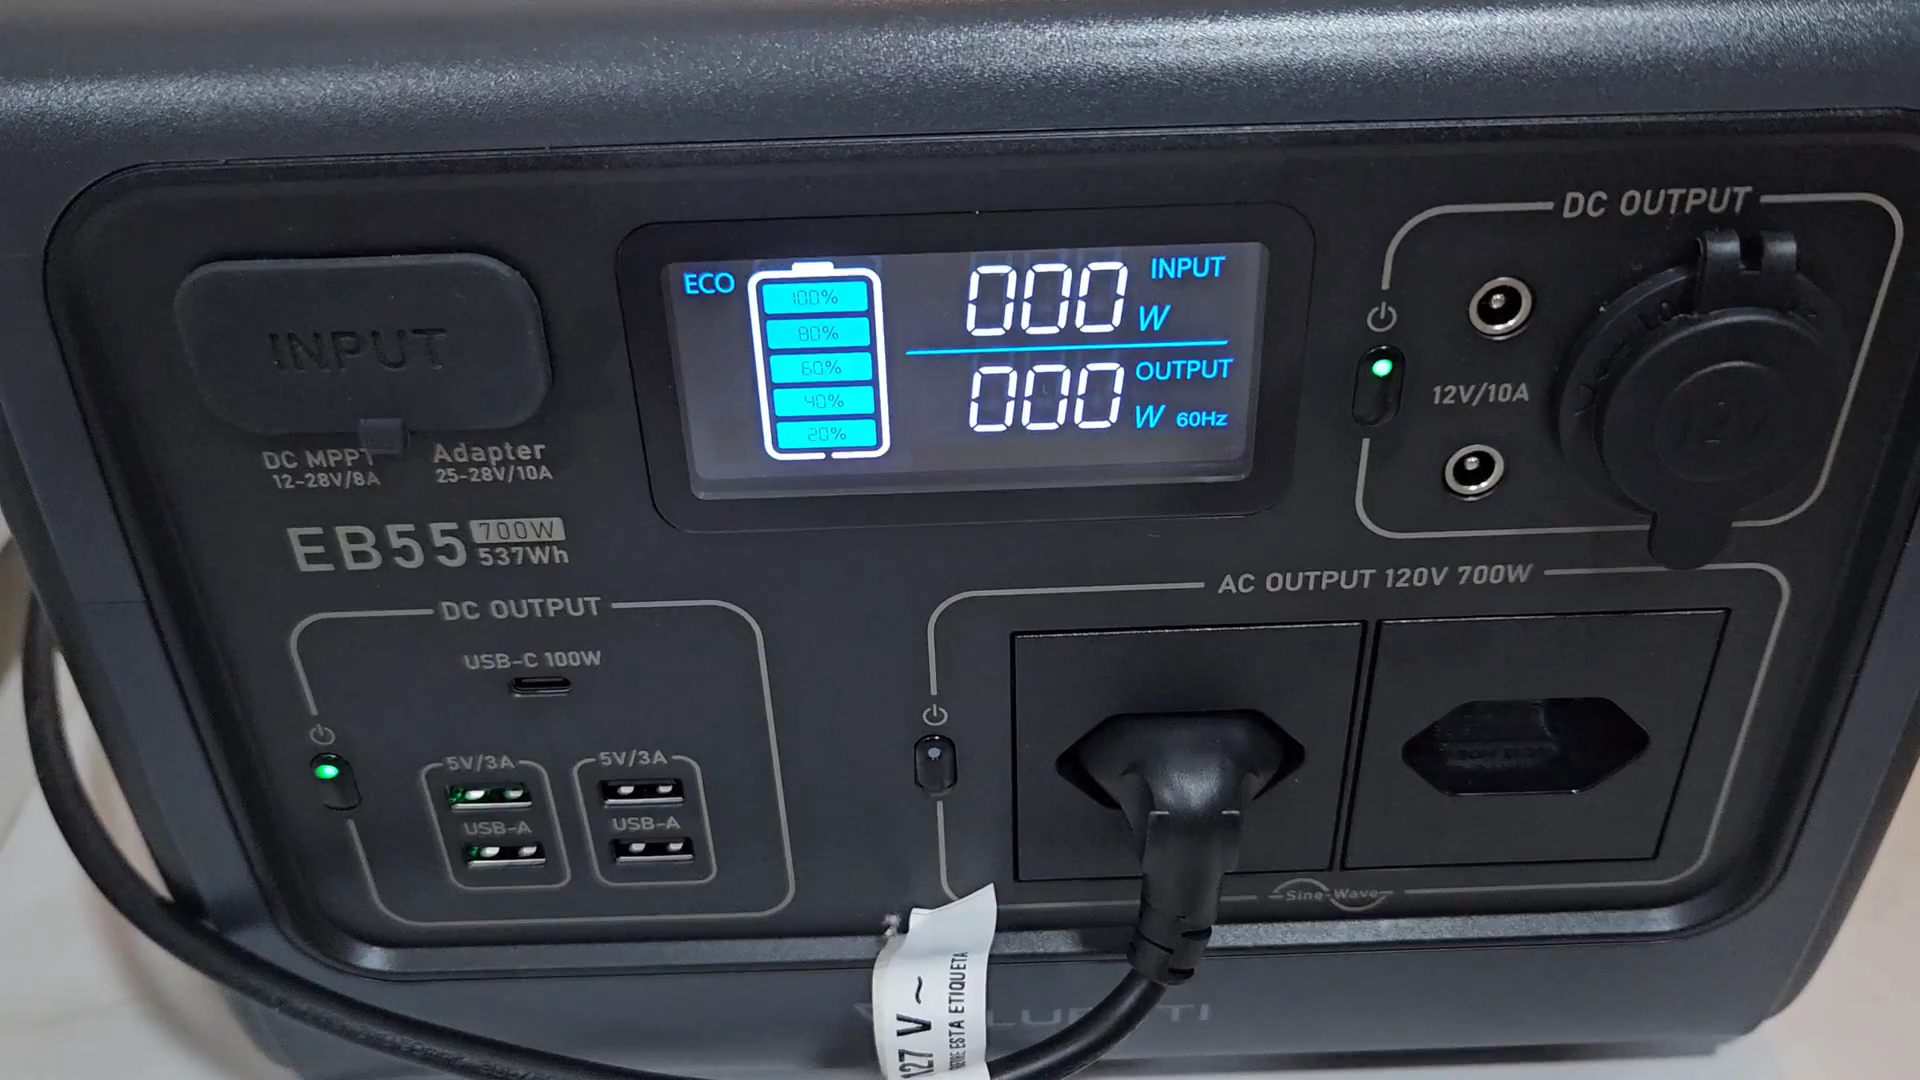 INPUT
DC MPPT
12-28V/8A
Adapter
25-28V/10A
EB55
700W
537Wh
ECO
100%
80%
60%
40%
20%
000 W INPUT
000 W OUTPUT
60Hz
DC OUTPUT
12V/10A
DC OUTPUT
USB-C 100W
5V/3A
5V/3A
USB-A
USB-A
AC OUTPUT 120V 700W
Sine-Wave
127 V ~
ESTA ETIQUETA